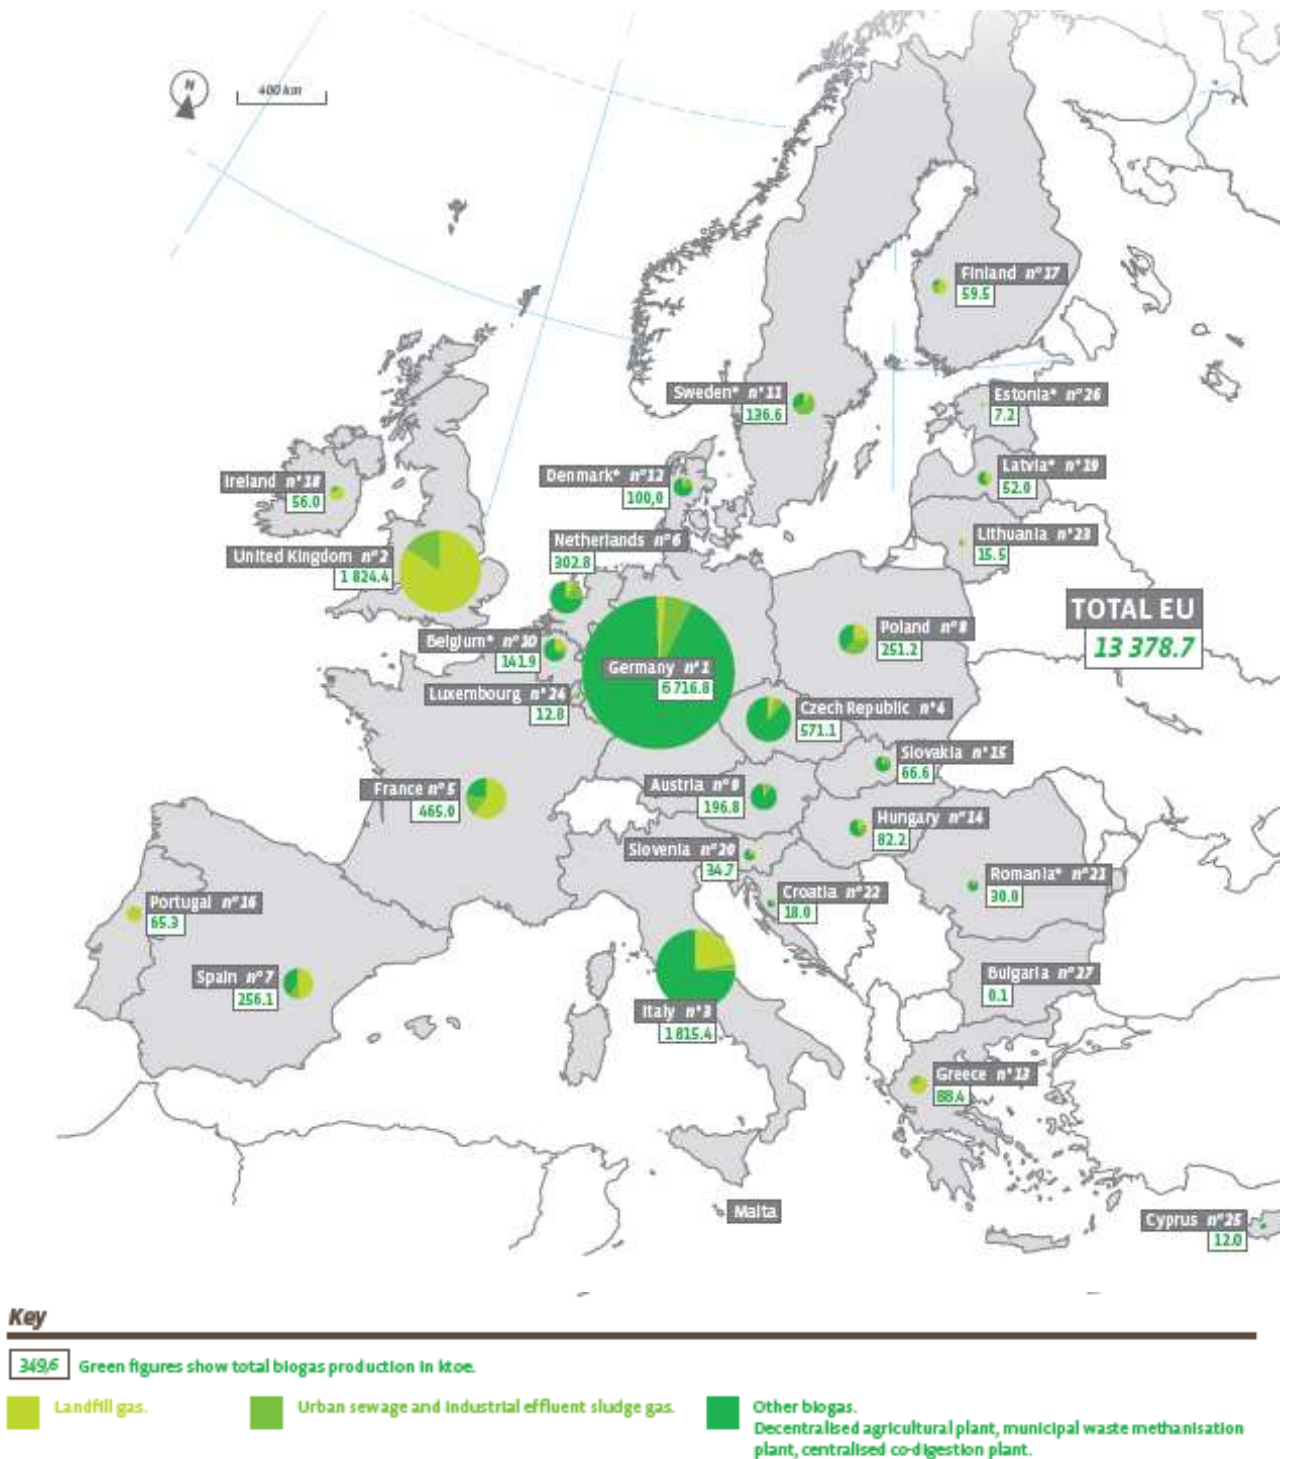 N
400 km
Finland n° 17
59.5
Sweden* n° 11
136.6
Estonia* n° 26
7.2
Latvia* n° 19
52.0
Ireland n° 18
56.0
Denmark* n° 12
100,0
Lithuania n° 23
15.5
United Kingdom n° 2
1 824.4
Netherlands n° 6
302.8
TOTAL EU
13 378.7
Poland n° 8
251.2
Belgium* n° 10
141.9
Germany n° 1
6 716.8
Luxembourg n° 24
12.8
Czech Republic n° 4
571.1
Slovakia n° 15
66.6
France n° 5
465.0
Austria n° 9
196.8
Hungary n° 14
82.2
Slovenia n° 20
34.7
Romania* n° 21
30.0
Croatia n° 22
18.0
Portugal n° 16
65.3
Spain n° 7
256.1
Bulgaria n° 27
0.1
Italy n° 3
1 815.4
Greece n° 13
88.4
Malta
Cyprus n° 25
12.0
Key
349,6 Green figures show total biogas production in ktoe.
Landfill gas. Urban sewage and industrial effluent sludge gas. Other biogas.
Decentralised agricultural plant, municipal waste methanisation
plant, centralised co-digestion plant.